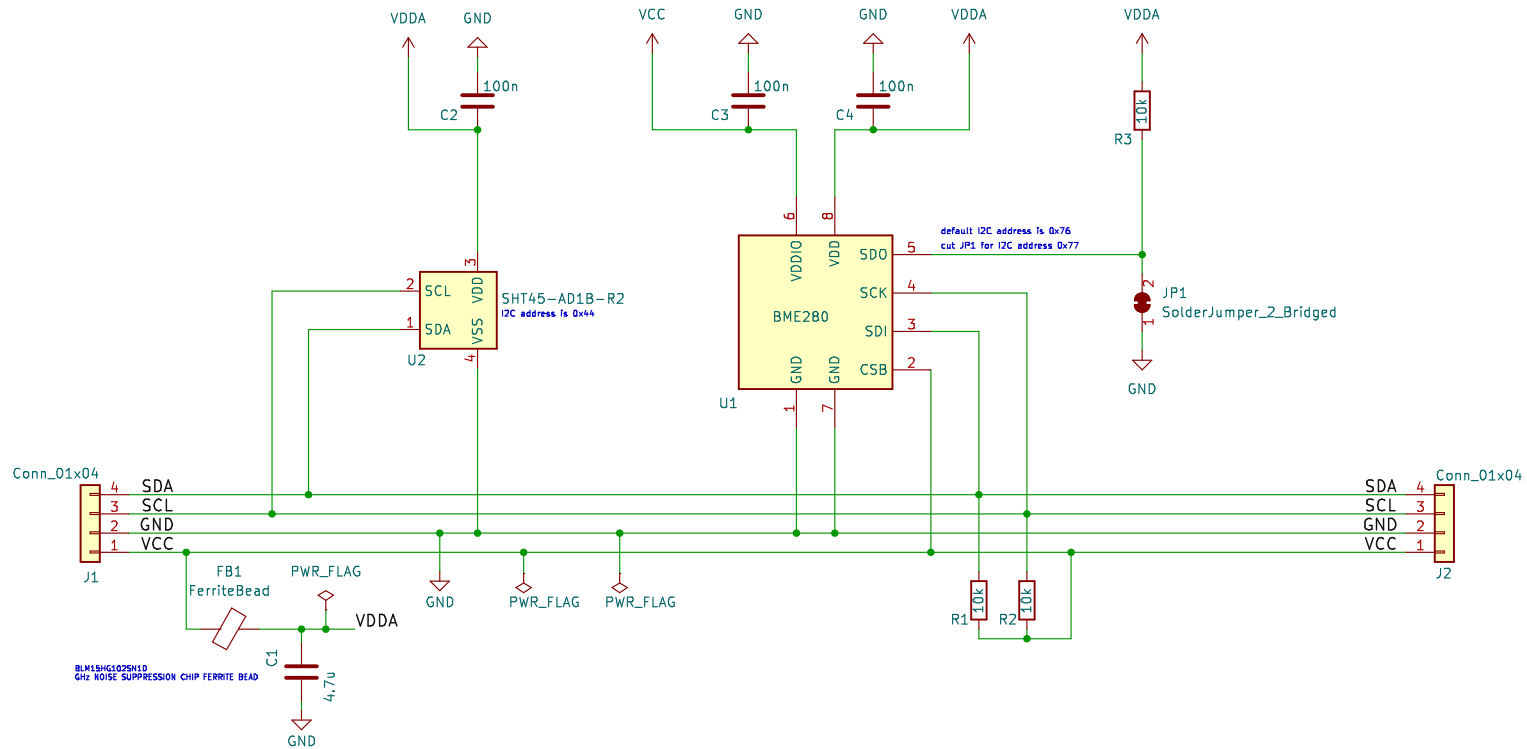 VDDA
GND
VCC
GND
GND
VDDA
VDDA
100n
C2
100n
C3
100n
C4
10k
R3
6
8
VDDIO
VDD
SDO
5
default I2C address is 0x76
cut JP1 for I2C address 0x77
SCK
4
BME280
SDI
3
CSB
2
GND
GND
1
7
U1
2
JP1
SolderJumper_2_Bridged
1
GND
3
2
SCL
VDD
SHT45-AD1B-R2
I2C address is 0x44
1
SDA
VSS
4
U2
Conn_01x04
4
SDA
3
SCL
2
GND
1
VCC
J1
Conn_01x04
SDA
4
SCL
3
GND
2
VCC
1
J2
FB1
FerriteBead
PWR_FLAG
VDDA
GND
PWR_FLAG
PWR_FLAG
R1
10k
R2
10k
BLM15HG102SN1D
GHz NOISE SUPPRESSION CHIP FERRITE BEAD
C1
4.7u
GND